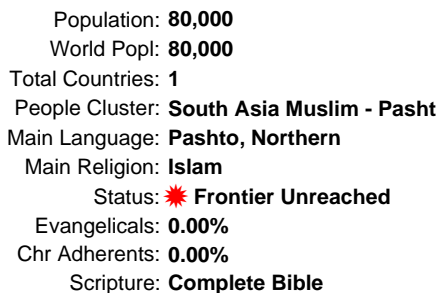 Population: 80,000
World Popl: 80,000
Total Countries: 1
People Cluster: South Asia Muslim - Pasht
Main Language: Pashto, Northern
Main Religion: Islam
Status: Frontier Unreached
Evangelicals: 0.00%
Chr Adherents: 0.00%
Scripture: Complete Bible